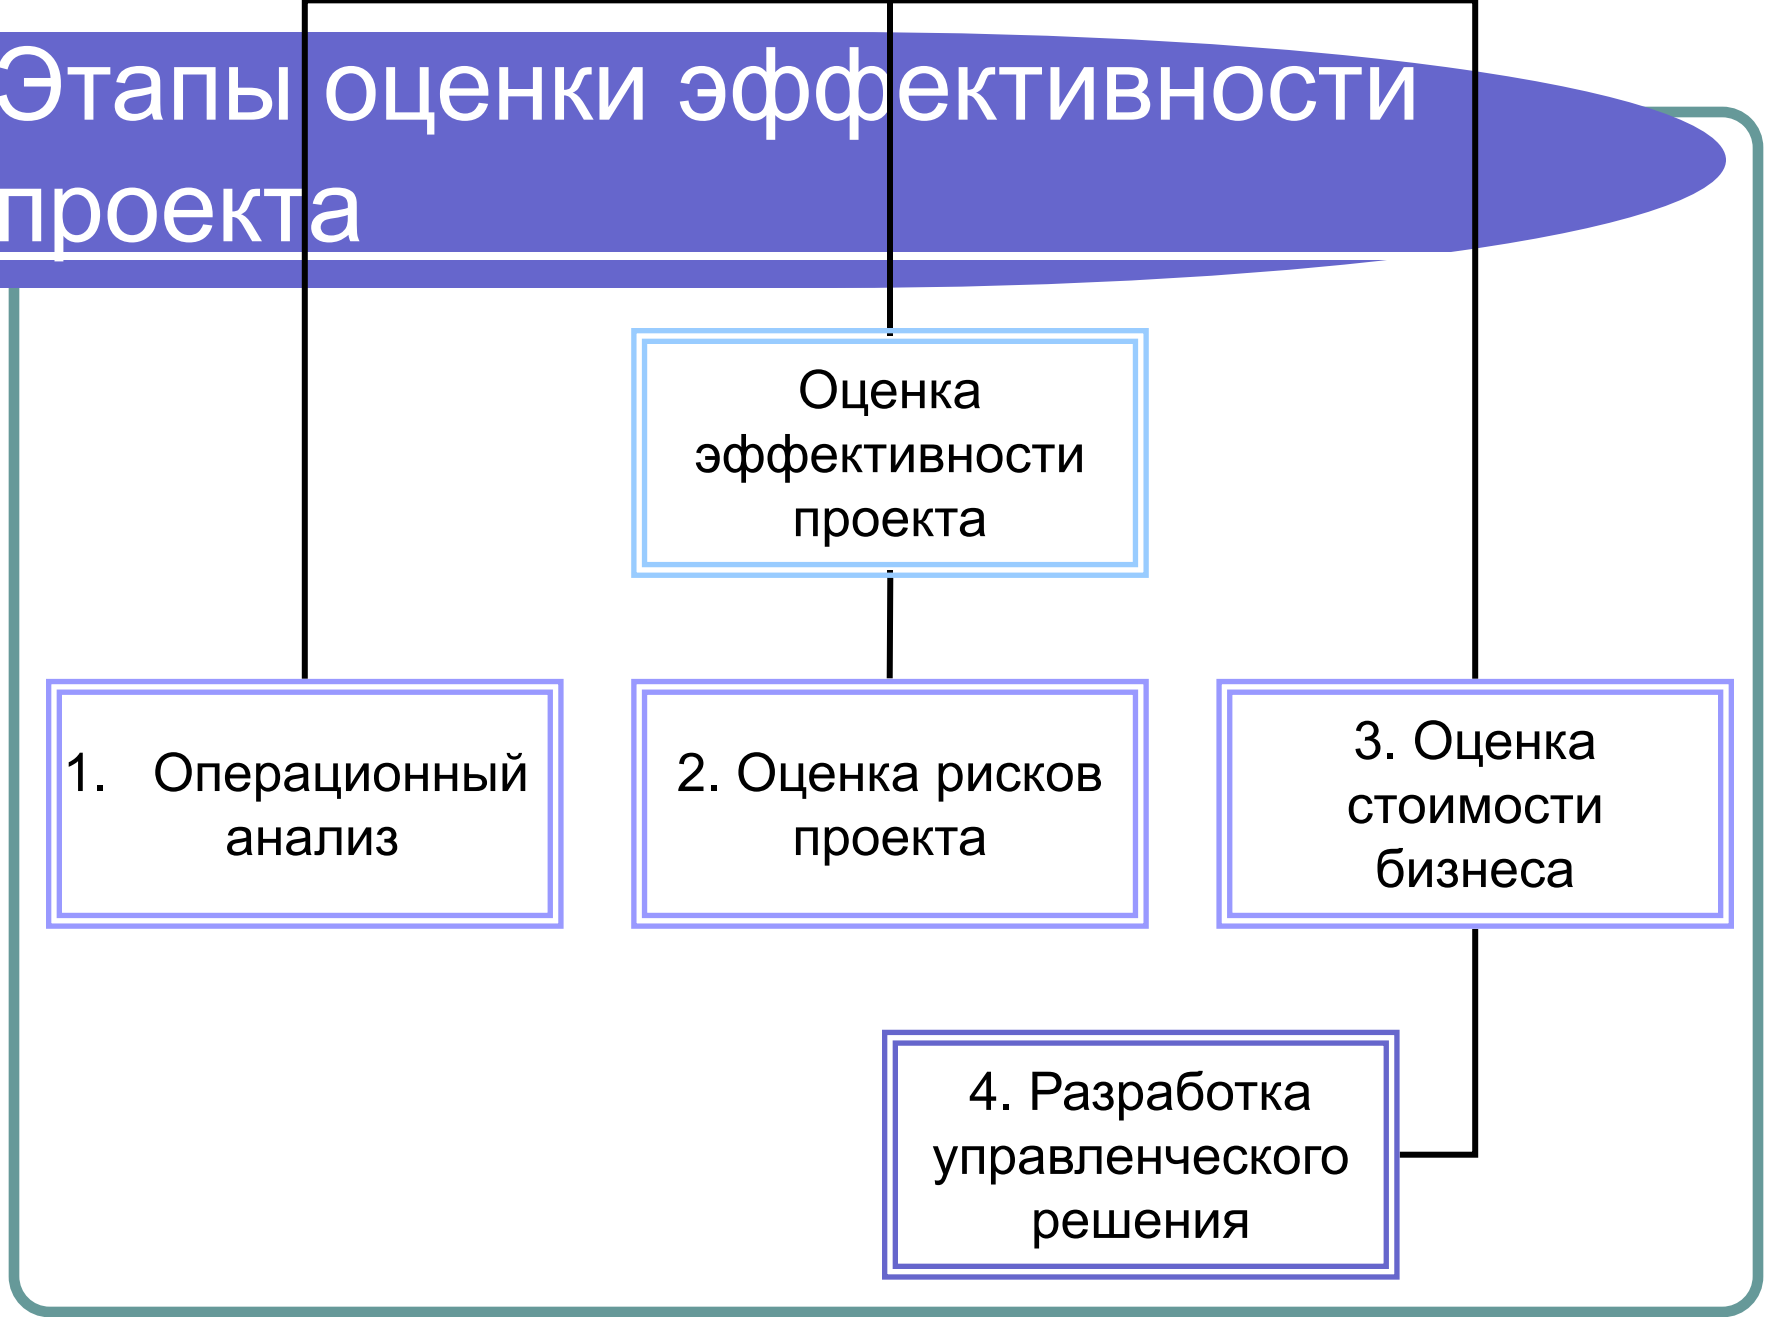 Этапы оценки эффективности
проекта
Оценка
эффективности
проекта
1. Операционный
анализ
2. Оценка рисков
проекта
3. Оценка
стоимости
бизнеса
4. Разработка
управленческого
решения